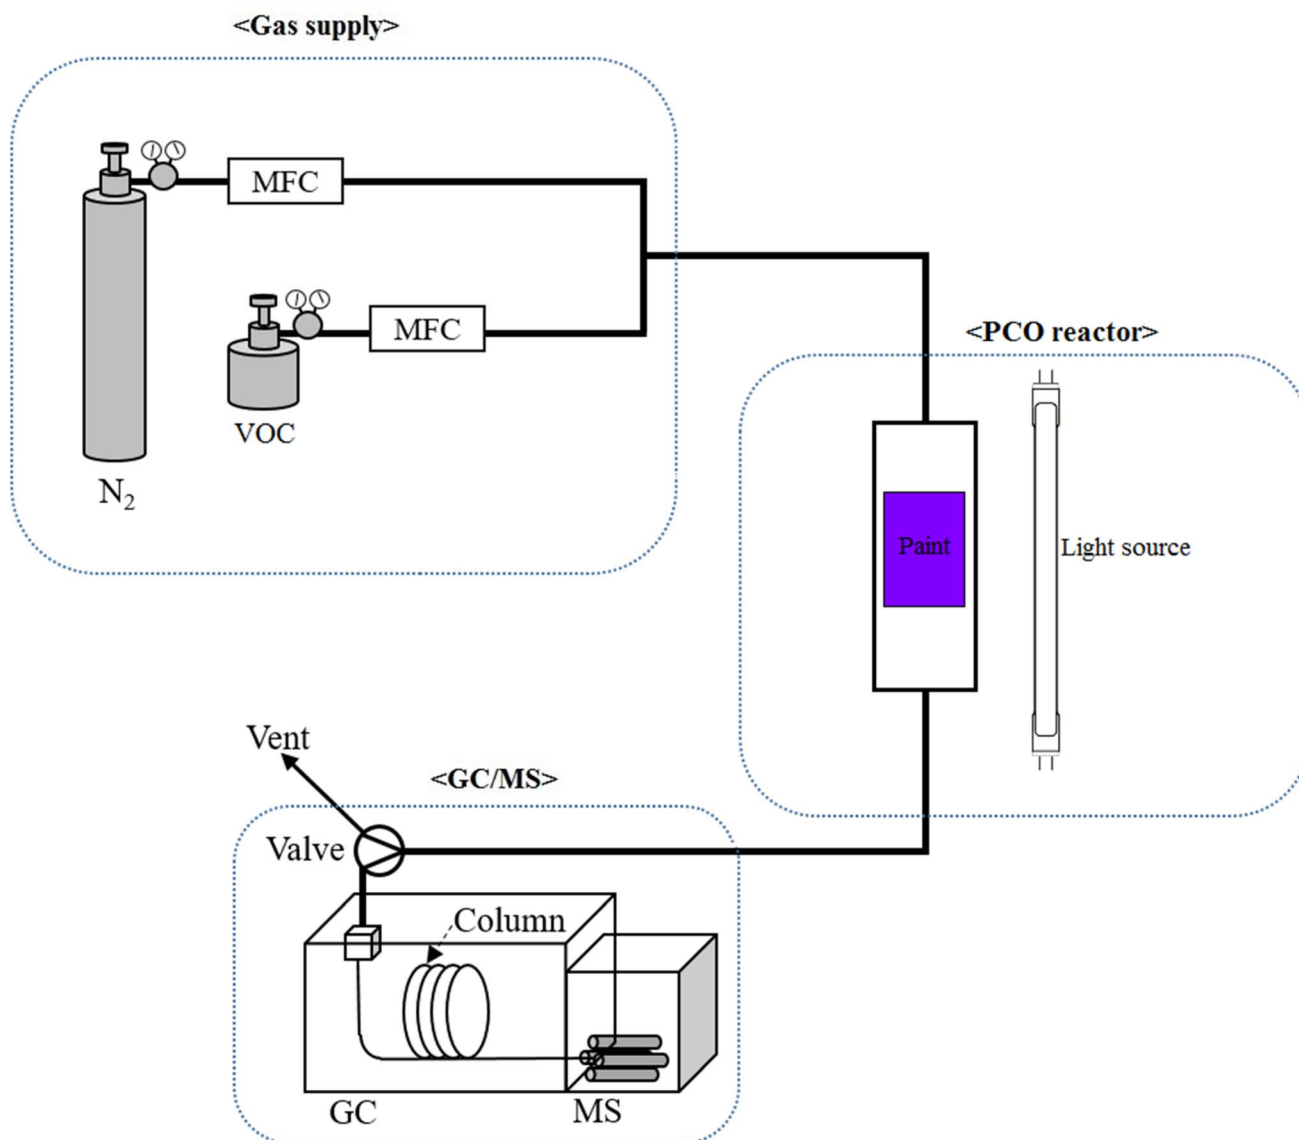 <Gas supply>
MFC
MFC
VOC
N₂
<PCO reactor>
Paint
Light source
Vent
<GC/MS>
Valve
Column
GC
MS